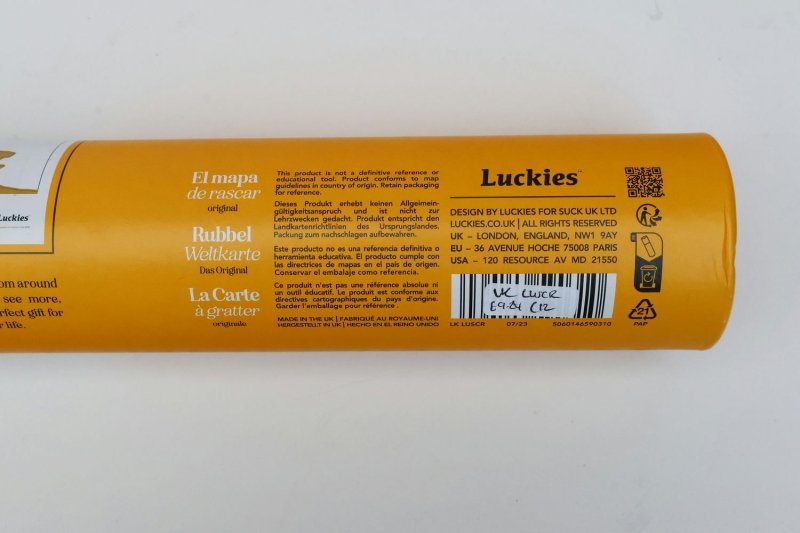 Luckies
om around
see more,
rfect gift for
r life.
El mapa
de rascar
original
Rubbel
Weltkarte
Das Original
La Carte
à gratter
originale
This product is not a definitive reference or
educational tool. Product conforms to map
guidelines in country of origin. Retain packaging
for reference.
Dieses Produkt erhebt keinen Allgeimein-
gültigkeitsanspruch und ist nicht zur
Lehrzwecken gedacht. Produkt entspricht den
Landkartenrichtlinien des Ursprungslandes.
Packung zum nachschlagen aufbewahren.
Este producto no es una referencia definitiva o
herramienta educativa. El producto cumple con
las directrices de mapas en el país de origen.
Conservar el embalaje como referencia.
Ce produit n'est pas une référence absolue ni
un outil éducatif. Le produit est conforme aux
directives cartographiques du pays d'origine.
Garder l'emballage pour référence .
MADE IN THE UK | FABRIQUÉ AU ROYAUME-UNI
HERGESTELLT IN UK | HECHO EN EL REINO UNIDO
Luckies™
DESIGN BY LUCKIES FOR SUCK UK LTD
LUCKIES.CO.UK | ALL RIGHTS RESERVED
UK – LONDON, ENGLAND, NW1 9AY
EU – 36 AVENUE HOCHE 75008 PARIS
USA – 120 RESOURCE AV MD 21550
UK LUSCR
LK LUSCR 07/23 5060146590310
21
PAP